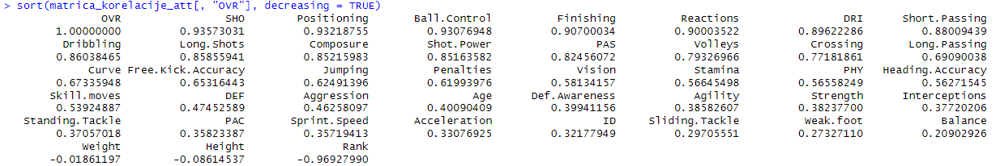 > sort(matrica_korelacije_att[, "OVR"], decreasing = TRUE)
OVR SHO Positioning Ball.Control Finishing Reactions DRI Short.Passing
1.00000000 0.93573031 0.93218755 0.93076948 0.90700034 0.90003522 0.89622286 0.88009439
Dribbling Long.Shots Composure Shot.Power PAS Volleys Crossing Long.Passing
0.86038465 0.85855941 0.85215983 0.85163582 0.82456072 0.79326966 0.77181861 0.69090038
Curve Free.Kick.Accuracy Jumping Penalties Vision Stamina PHY Heading.Accuracy
0.67335948 0.65316443 0.62491396 0.61993976 0.58134157 0.56645498 0.56558249 0.56271545
Skill.moves DEF Aggression Age Def.Awareness Agility Strength Interceptions
0.53924887 0.47452589 0.46258097 0.40090409 0.39941156 0.38582607 0.38237700 0.37720206
Standing.Tackle PAC Sprint.Speed Acceleration ID Sliding.Tackle Weak.foot Balance
0.37057018 0.35823387 0.35719413 0.33076925 0.32177949 0.29705551 0.27327110 0.20902926
Weight Height Rank
-0.01861197 -0.08614537 -0.96927990